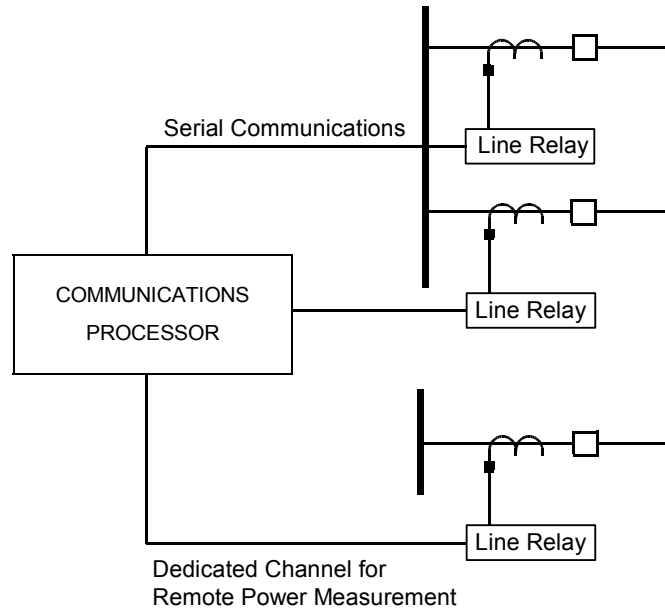 Serial Communications
Line Relay
COMMUNICATIONS
PROCESSOR
Line Relay
Line Relay
Dedicated Channel for
Remote Power Measurement